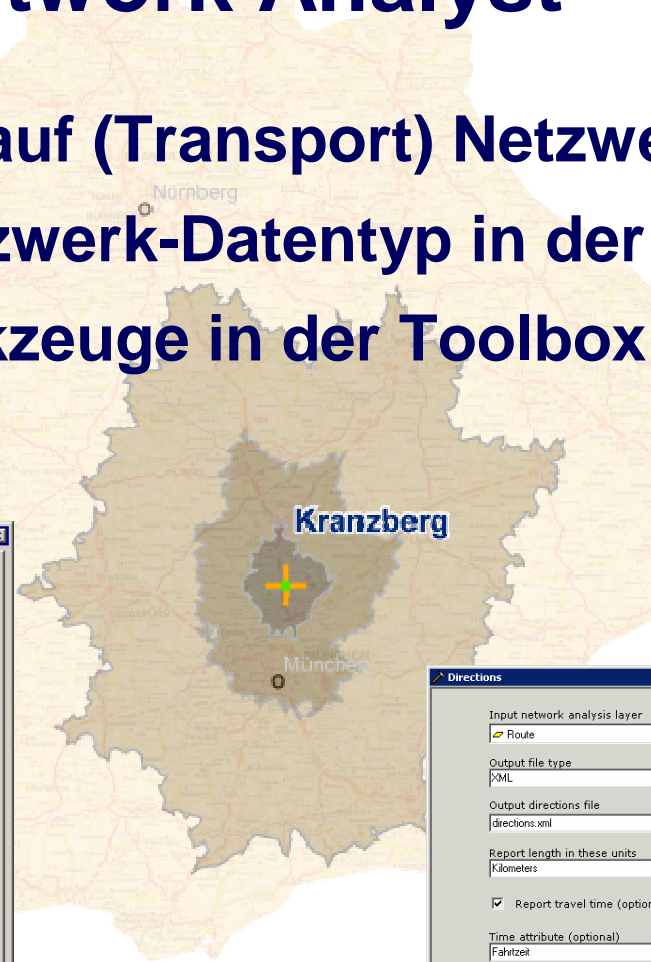 twork Analyst
auf (Transport) Netzwe
Nürnberg
zwerk-Datentyp in der
kzeuge in der Toolbox
Kranzberg
München
Directions
Input network analysis layer
Route
Output file type
XML
Output directions file
directions.xml
Report length in these units
Kilometers
Report travel time (option
Time attribute (optional)
Fahrtzeit